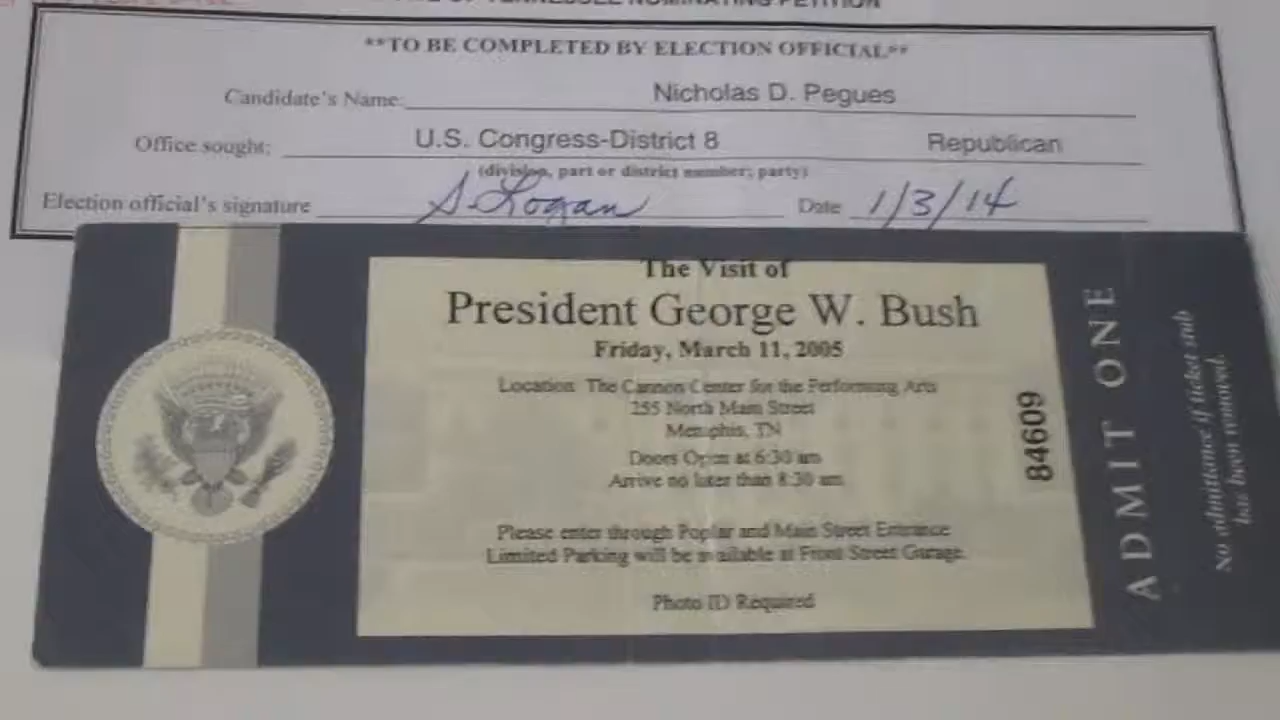 TENNESSEE NOMINATING PETITION
**TO BE COMPLETED BY ELECTION OFFICIAL**
Candidate's Name: Nicholas D. Pegues
Office sought: U.S. Congress-District 8 Republican
(division, part or district number; party)
Election official's signature S. Logan Date 1/3/14
The Visit of
President George W. Bush
Friday, March 11, 2005
Location: The Cannon Center for the Performing Arts
255 North Main Street
Memphis, TN
Doors Open at 6:30 am
Arrive no later than 8:30 am
Please enter through Poplar and Main Street Entrance
Limited Parking will be available at Front Street Garage.
Photo ID Required
84609
ADMIT ONE
No admittance if ticket stub
has been removed.